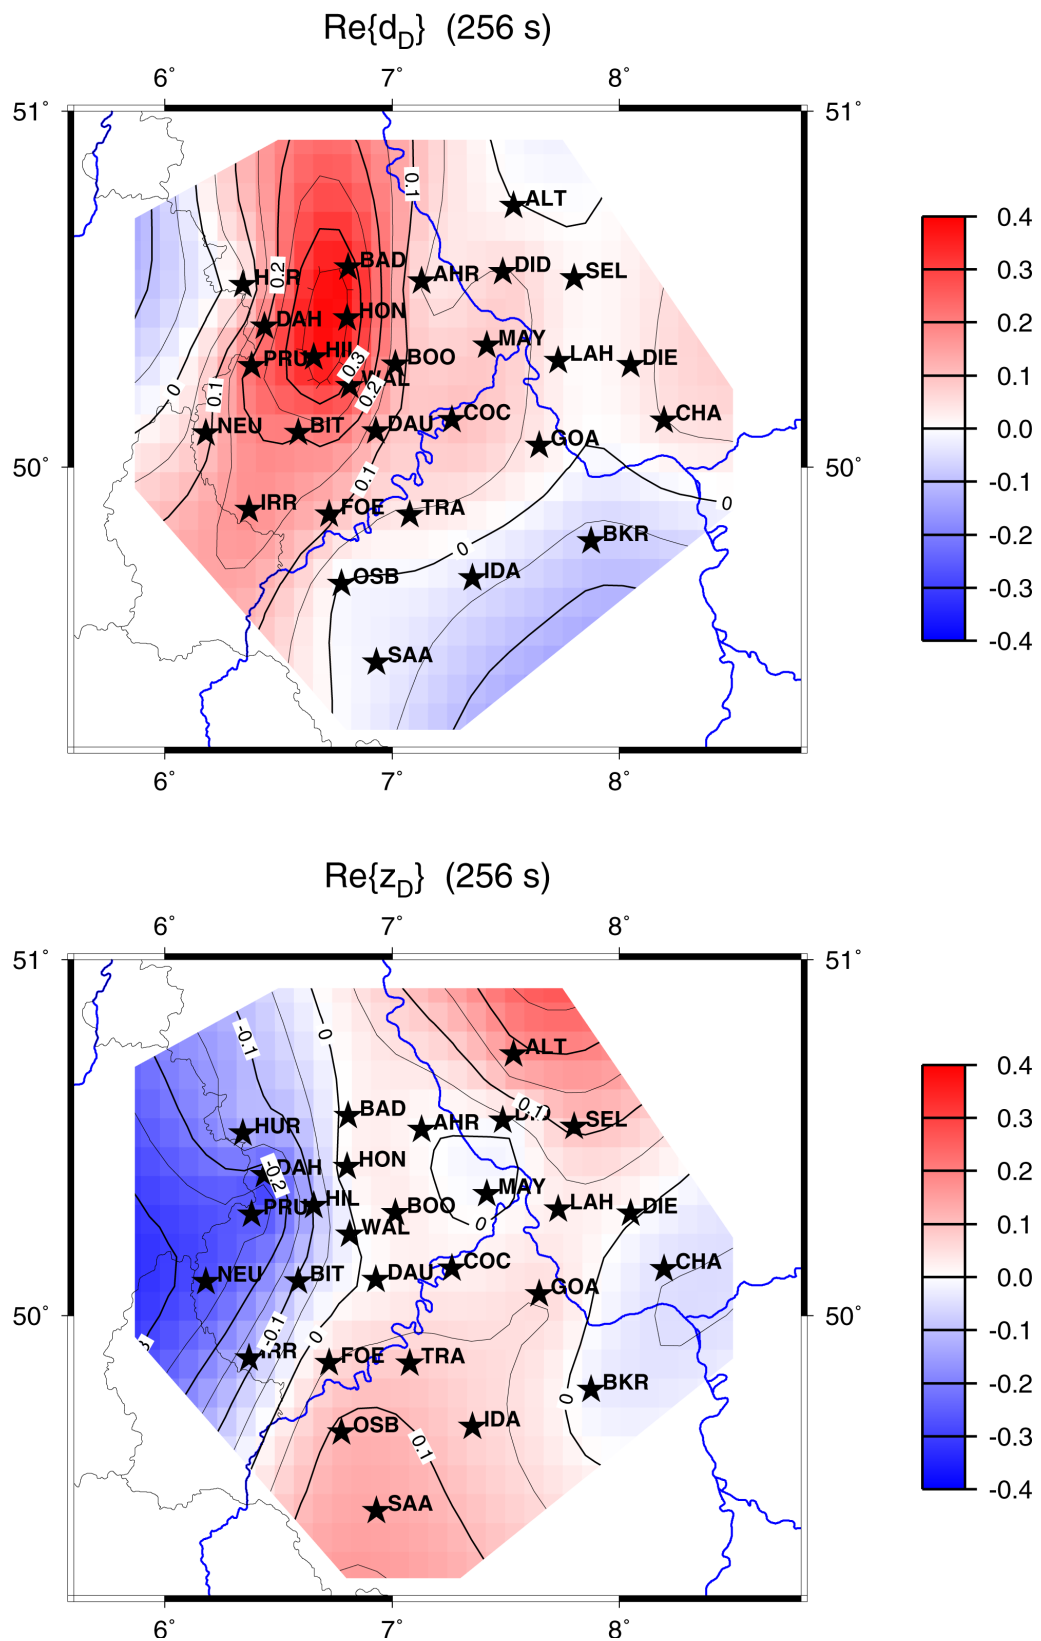 Re{d_D} (256 s)
6° 7° 8°
51° 51°
ALT
0.1
0.4
BAD
DID
SEL
HUR
0.2
AHR
0.3
DAH
HON
0.2
MAY
PRU
HIL
0.3
BOO
LAH
DIE
0.1
0
0.1
0.2
WAL
0.0
NEU
BIT
DAU
COC
CHA
GOA
50° 50°
0.1
-0.1
IRR
FOE
TRA
0
-0.2
0
BKR
OSB
IDA
-0.3
SAA
-0.4
6° 7° 8°
Re{z_D} (256 s)
6° 7° 8°
51° 51°
-0.1
0
ALT
0.4
BAD
0.1
SEL
HUR
AHR
0.3
-0.2
DAH
HON
MAY
0.2
PRU
HIL
BOO
LAH
DIE
WAL
0
0.1
NEU
BIT
DAU
COC
CHA
0.0
GOA
50° 50°
-0.1
0
-0.1
IRR
FOE
TRA
BKR
-0.2
OSB
IDA
0
0.1
-0.3
SAA
-0.4
6° 7° 8°